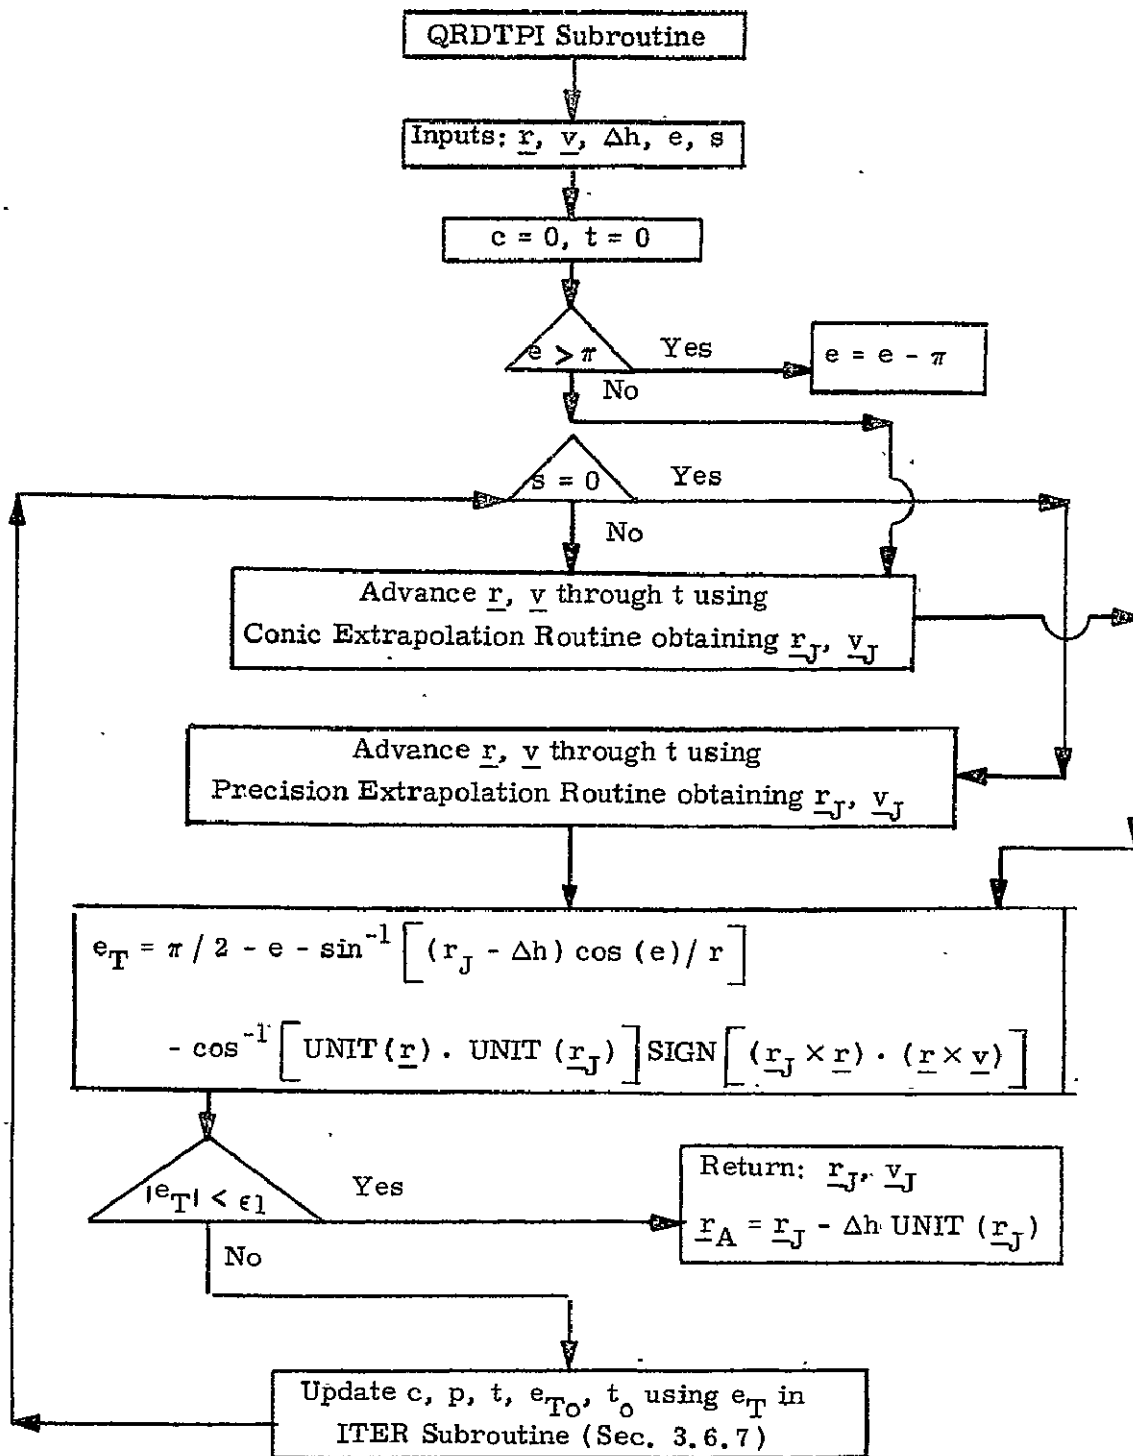 QRDTPI Subroutine
Inputs: r, v, Δh, e, s
c = 0, t = 0
e > π
Yes
e = e - π
No
s = 0
Yes
No
Advance r, v through t using
Conic Extrapolation Routine obtaining r_J, v_J
Advance r, v through t using
Precision Extrapolation Routine obtaining r_J, v_J
e_T = π / 2 - e - sin⁻¹ [ (r_J - Δh) cos (e) / r ]
- cos⁻¹ [ UNIT (r) . UNIT (r_J) ] SIGN [ (r_J × r) · (r × v) ]
|e_T| < ε1
Yes
Return: r_J, v_J
r_A = r_J - Δh UNIT (r_J)
No
Update c, p, t, e_To, t_o using e_T in
ITER Subroutine (Sec. 3.6.7)